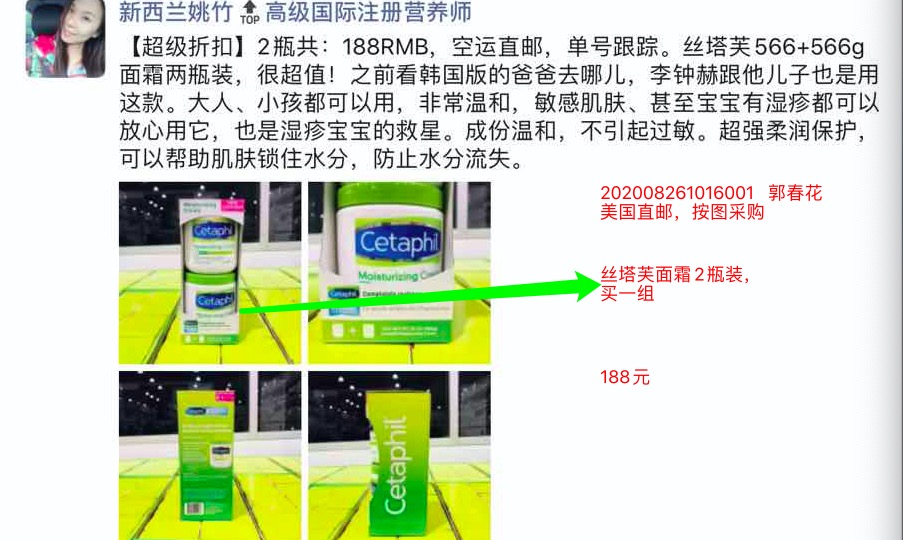 新西兰姚竹 TOP 高级国际注册营养师
【超级折扣】2瓶共：188RMB，空运直邮，单号跟踪。丝塔芙566+566g
面霜两瓶装，很超值！之前看韩国版的爸爸去哪儿，李钟赫跟他儿子也是用
这款。大人、小孩都可以用，非常温和，敏感肌肤、甚至宝宝有湿疹都可以
放心用它，也是湿疹宝宝的救星。成份温和，不引起过敏。超强柔润保护，
可以帮助肌肤锁住水分，防止水分流失。
Moisturizing
Cetaphil
Cetaphil
Cetaphil
Moisturizing
Cetaphil
Cetaphil
202008261016001 郭春花
美国直邮，按图采购
丝塔芙面霜2瓶装，
买一组
188元